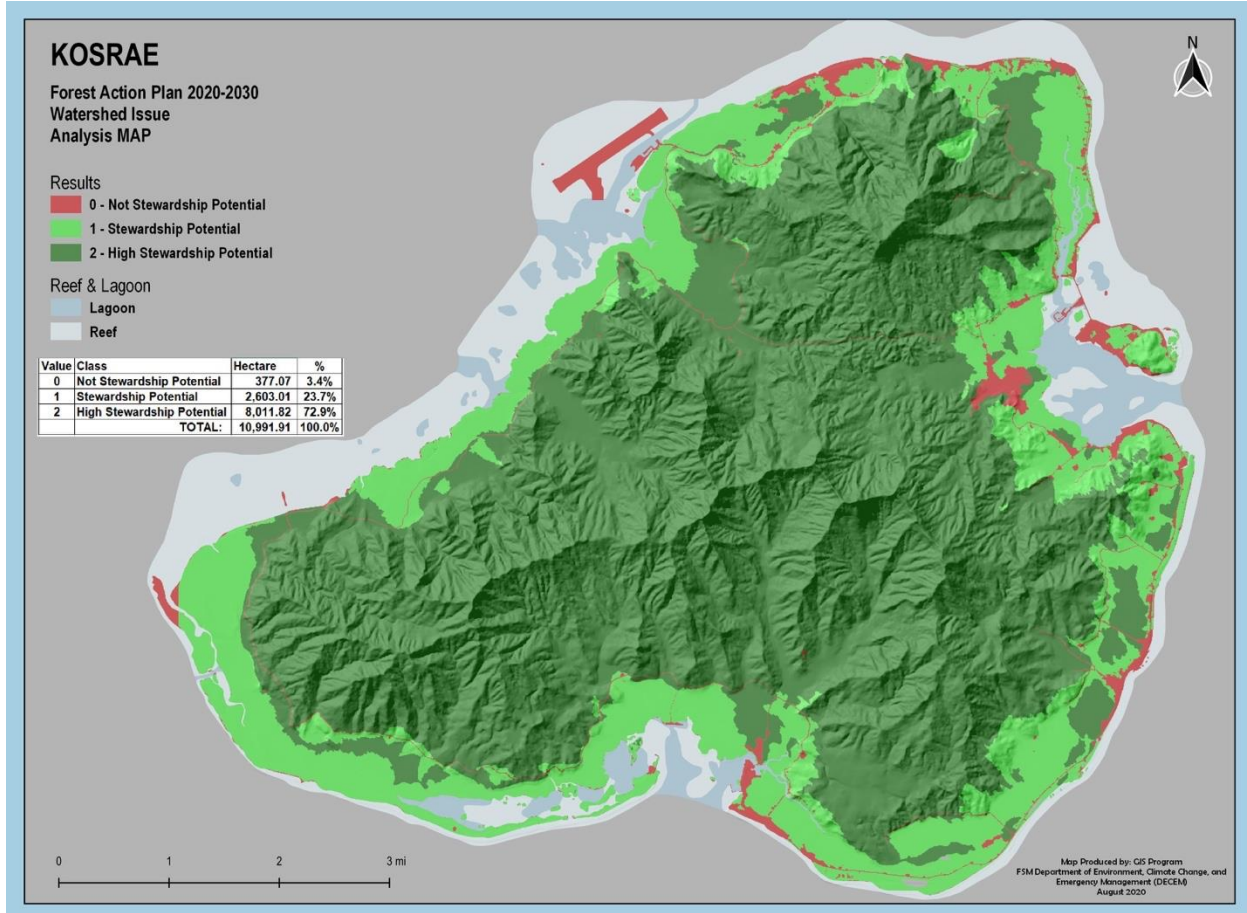 KOSRAE
Forest Action Plan 2020-2030
Watershed Issue
Analysis MAP
Results
0 - Not Stewardship Potential
1 - Stewardship Potential
2 - High Stewardship Potential
Reef & Lagoon
Lagoon
Reef
Value Class Hectare %
0 Not Stewardship Potential 377.07 3.4%
1 Stewardship Potential 2,603.01 23.7%
2 High Stewardship Potential 8,011.82 72.9%
TOTAL: 10,991.91 100.0%
N
0 1 2 3 mi
Map Produced by: GIS Program
FSM Department of Environment, Climate Change, and
Emergency Management (DECEM)
August 2020